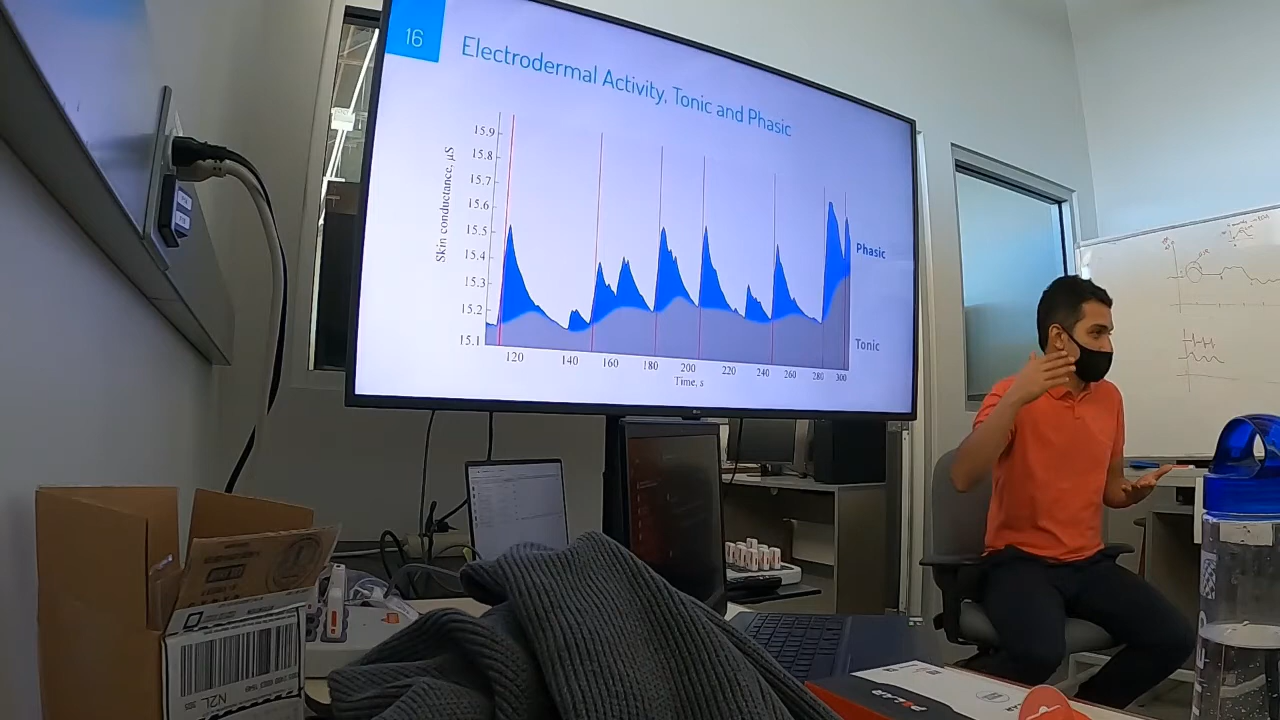 16
Electrodermal Activity, Tonic and Phasic
Skin conductance, µS
15.9
15.8
15.7
15.6
15.5
15.4
15.3
15.2
15.1
120 140 160 180 200 220 240 260 280 300
Time, s
Phasic
Tonic
N2L
POLAR